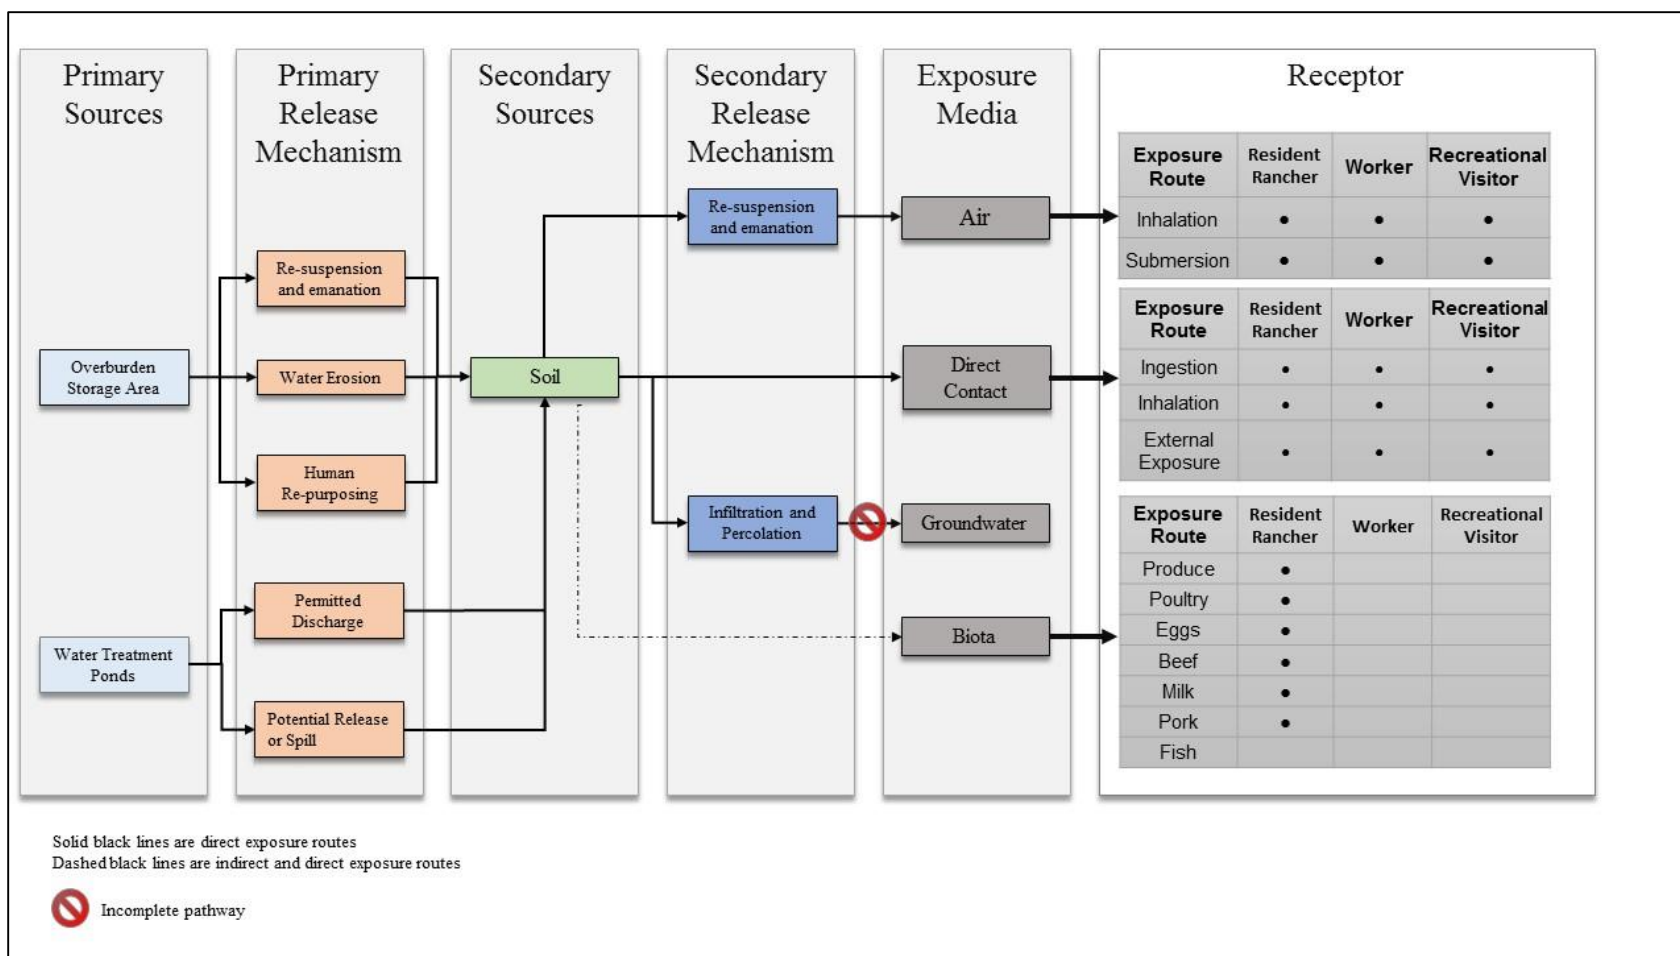 Primary
Sources
Primary
Release
Mechanism
Secondary
Sources
Secondary
Release
Mechanism
Exposure
Media
Receptor
Overburden
Storage Area
Water Treatment
Ponds
Re-suspension
and emanation
Water Erosion
Human
Re-purposing
Permitted
Discharge
Potential Release
or Spill
Soil
Re-suspension
and emanation
Infiltration and
Percolation
Air
Direct
Contact
Groundwater
Biota
Exposure
Route
Resident
Rancher
Worker
Recreational
Visitor
Inhalation • • •
Submersion • • •
Exposure
Route
Resident
Rancher
Worker
Recreational
Visitor
Ingestion • • •
Inhalation • • •
External
Exposure • • •
Exposure
Route
Resident
Rancher
Worker
Recreational
Visitor
Produce •
Poultry •
Eggs •
Beef •
Milk •
Pork •
Fish
Solid black lines are direct exposure routes
Dashed black lines are indirect and direct exposure routes
Incomplete pathway